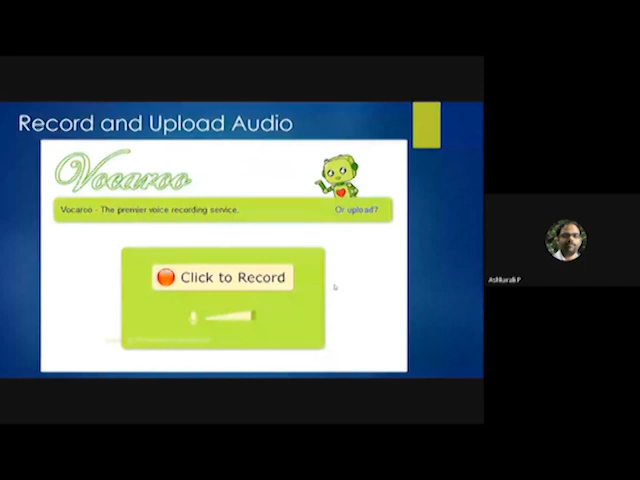 Record and Upload Audio
Vocaroo
Vocaroo - The premier voice recording service.
Or upload?
Click to Record